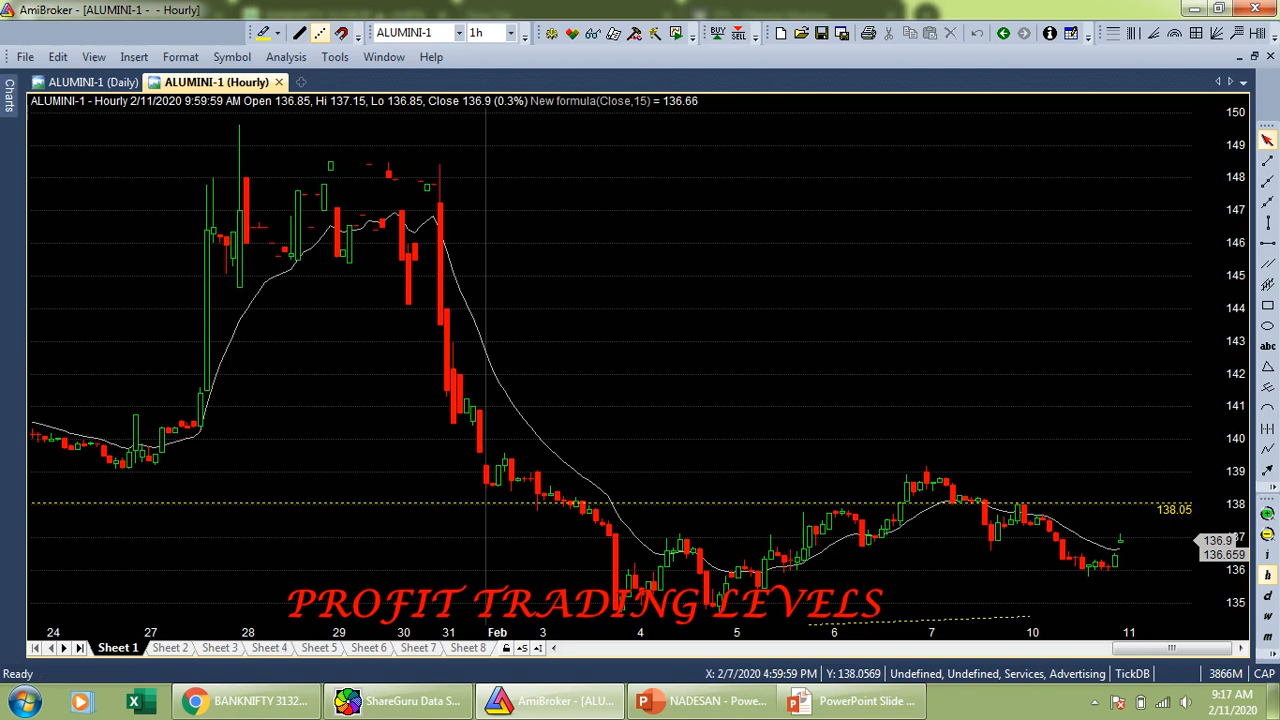 AmiBroker - [ALUMINI-1 - - Hourly]
ALUMINI-1 1h BUY SELL
File Edit View Insert Format Symbol Analysis Tools Window Help
Charts
ALUMINI-1 (Daily) ALUMINI-1 (Hourly)
ALUMINI-1 - Hourly 2/11/2020 9:59:59 AM Open 136.85, Hi 137.15, Lo 136.85, Close 136.9 (0.3%) New formula(Close,15) = 136.66
150
149
148
147
146
145
144
143
142
141
140
139
138
138.05
136.9
136.659
136
135
abc
i
h
d
w
m
PROFIT TRADING LEVELS
24 27 28 29 30 31 Feb 3 4 5 6 7 10 11
Sheet 1 Sheet 2 Sheet 3 Sheet 4 Sheet 5 Sheet 6 Sheet 7 Sheet 8
Ready X: 2/7/2020 4:59:59 PM Y: 138.0569 Undefined, Undefined, Services, Advertising TickDB 3866M CAP
BANKNIFTY 3132... ShareGuru Data S... AmiBroker - [ALU... NADESAN - Powe... PowerPoint Slide ...
9:17 AM
2/11/2020